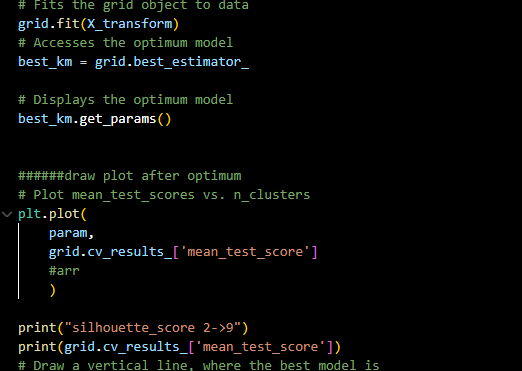 # Fits the grid object to data
grid.fit(X_transform)
# Accesses the optimum model
best_km = grid.best_estimator_
# Displays the optimum model
best_km.get_params()
######draw plot after optimum
# Plot mean_test_scores vs. n_clusters
plt.plot(
param,
grid.cv_results_['mean_test_score']
#arr
)
print("silhouette_score 2->9")
print(grid.cv_results_['mean_test_score'])
# Draw a vertical line, where the best model is